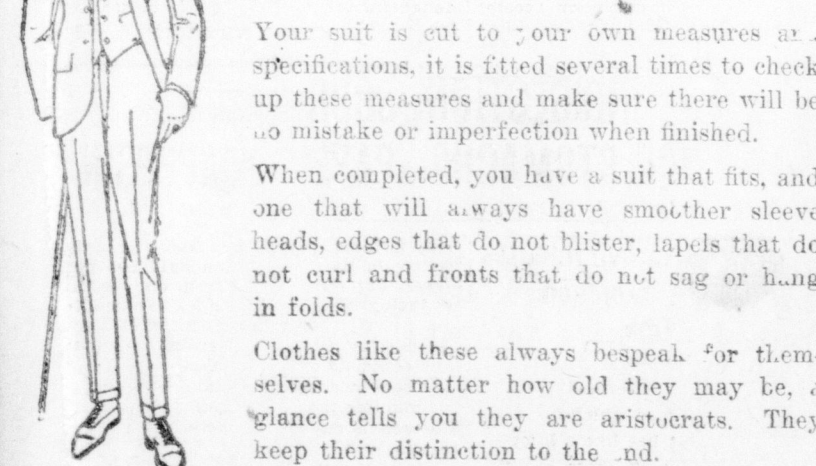 Your suit is cut to your own measures
specifications, it is fitted several times to check
up these measures and make sure there will be
no mistake or imperfection when finished.
When completed, you have a suit that fits, and
one that will always have smoother sleeve
heads, edges that do not blister, lapels that do
not curl and fronts that do not sag or hang
in folds.
Clothes like these always bespeak for them-
selves. No matter how old they may be,
glance tells you they are aristocrats. They
keep their distinction to the end.